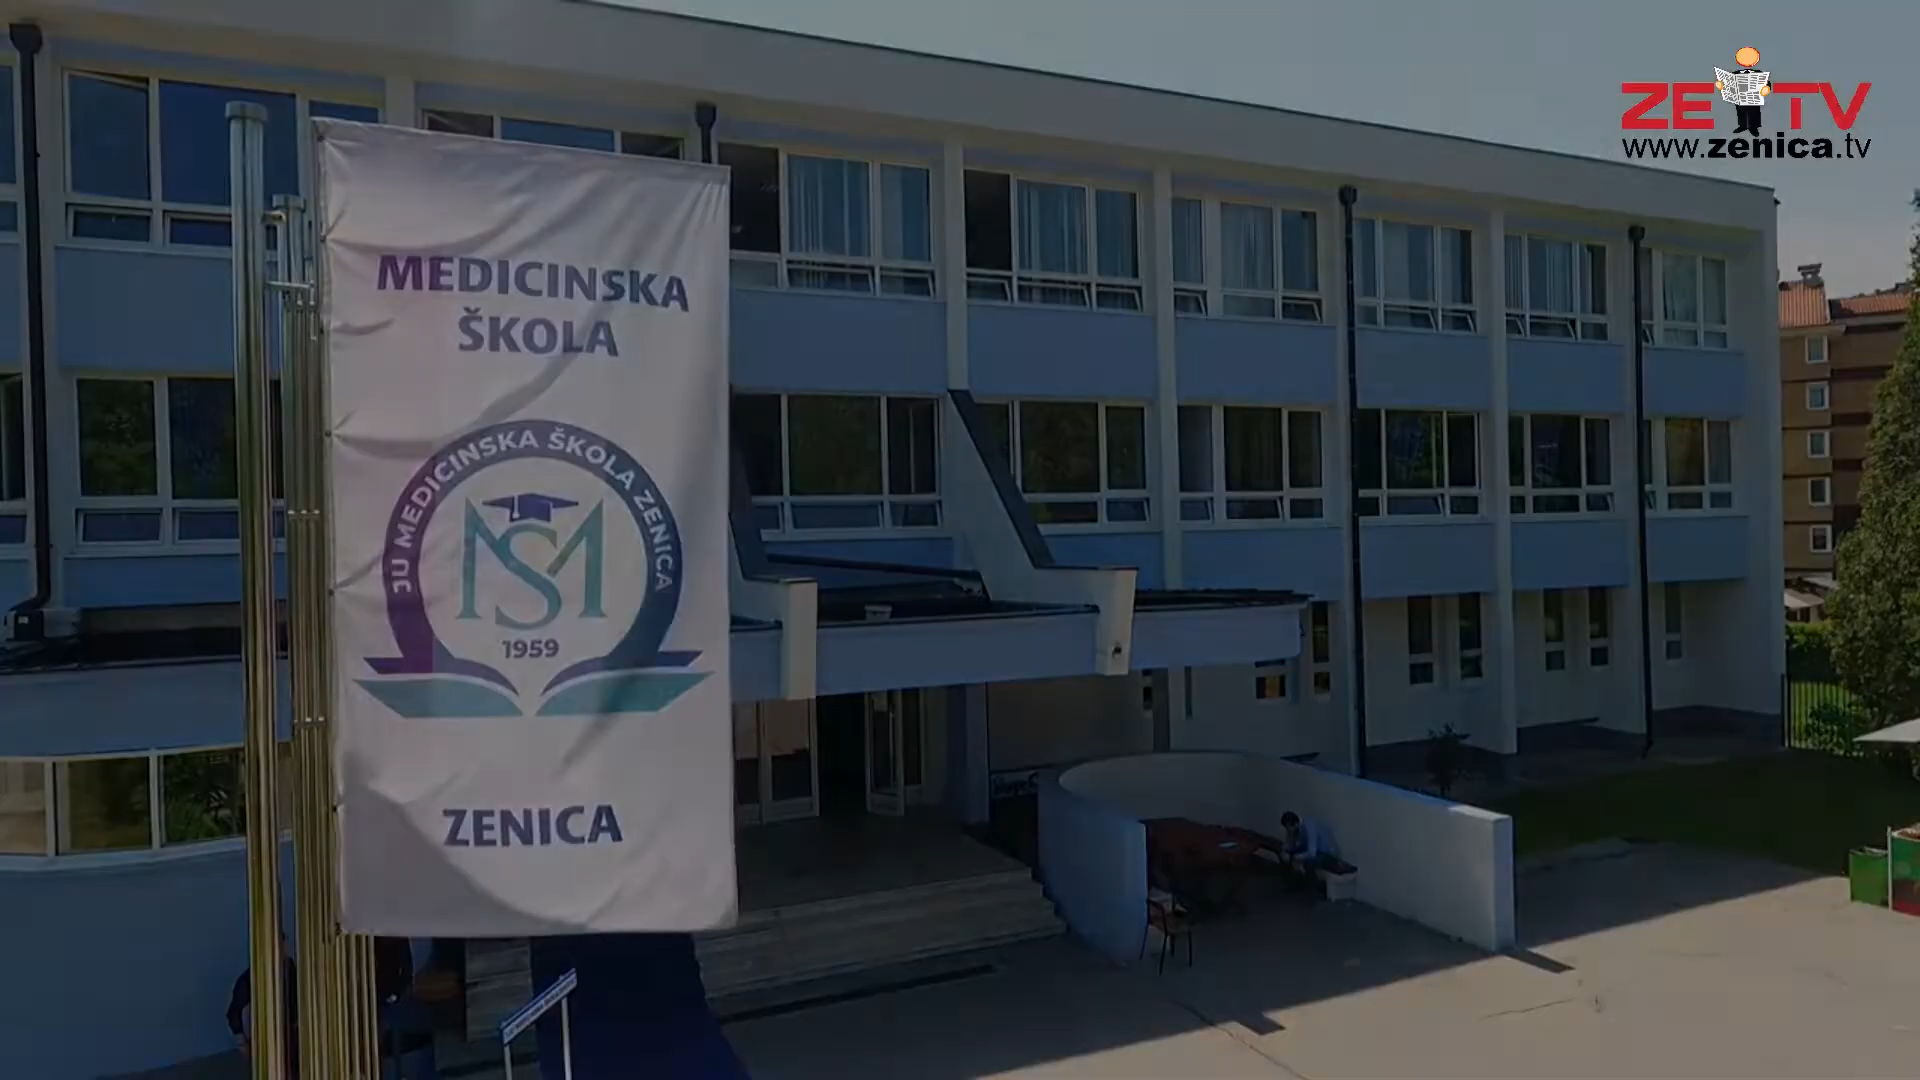 ZE TV
www.zenica.tv
MEDICINSKA
ŠKOLA
JU MEDICINSKA ŠKOLA ZENICA
MS
1959
ZENICA